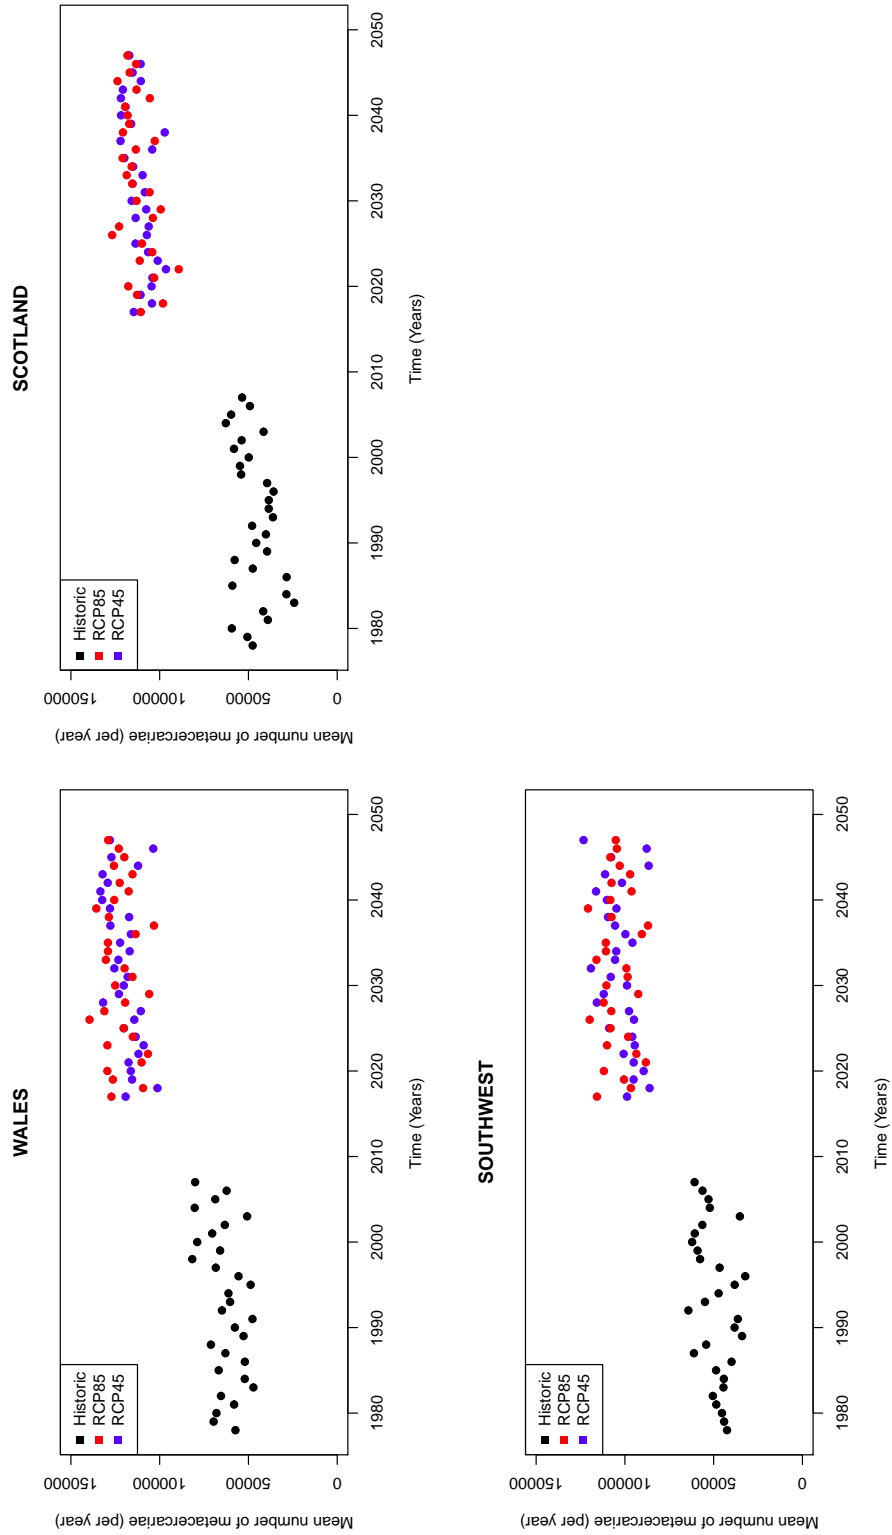 WALES
Mean number of metacercariae (per year)
150000
100000
50000
0
Historic
RCP85
RCP45
1980
1990
2000
2010
2020
2030
2040
2050
Time (Years)
SCOTLAND
Mean number of metacercariae (per year)
150000
100000
50000
0
Historic
RCP85
RCP45
1980
1990
2000
2010
2020
2030
2040
2050
Time (Years)
SOUTHWEST
Mean number of metacercariae (per year)
150000
100000
50000
0
Historic
RCP85
RCP45
1980
1990
2000
2010
2020
2030
2040
2050
Time (Years)